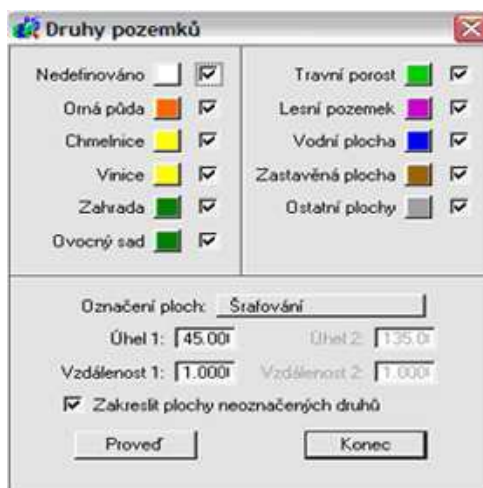 Druhy pozemků
Nedefinováno
Orná půda
Chmelnice
Vinice
Zahrada
Ovocný sad
Travní porost
Lesní pozemek
Vodní plocha
Zastavěná plocha
Ostatní plochy
Označení ploch: Šrafování
Úhel 1: 45.00 Úhel 2: 135.0
Vzdálenost 1: 1.000 Vzdálenost 2: 1.000
Zakreslit plochy neoznačených druhů
Proveď Konec